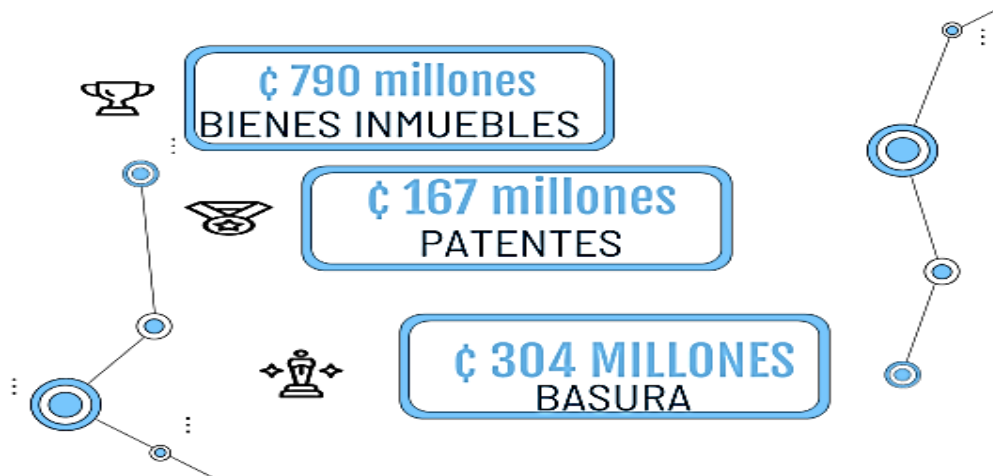 ₵ 790 millones
BIENES INMUEBLES
₵ 167 millones
PATENTES
₵ 304 MILLONES
BASURA